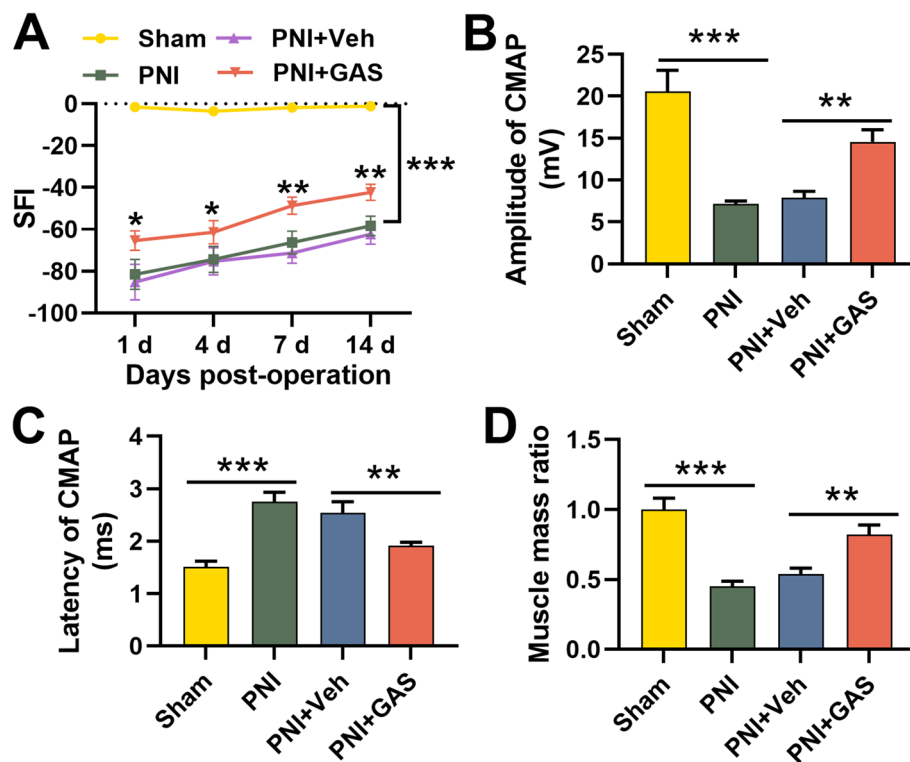 A
Sham
PNI+Veh
PNI
PNI+GAS
0
-20
-40
-60
-80
-100
SFI
*
*
**
**
***
1 d
4 d
7 d
14 d
Days post-operation
B
Amplitude of CMAP
(mV)
25
20
15
10
5
0
***
**
Sham
PNI
PNI+Veh
PNI+GAS
C
Latency of CMAP
(ms)
4
3
2
1
0
***
**
Sham
PNI
PNI+Veh
PNI+GAS
D
Muscle mass ratio
1.5
1.0
0.5
0.0
***
**
Sham
PNI
PNI+Veh
PNI+GAS